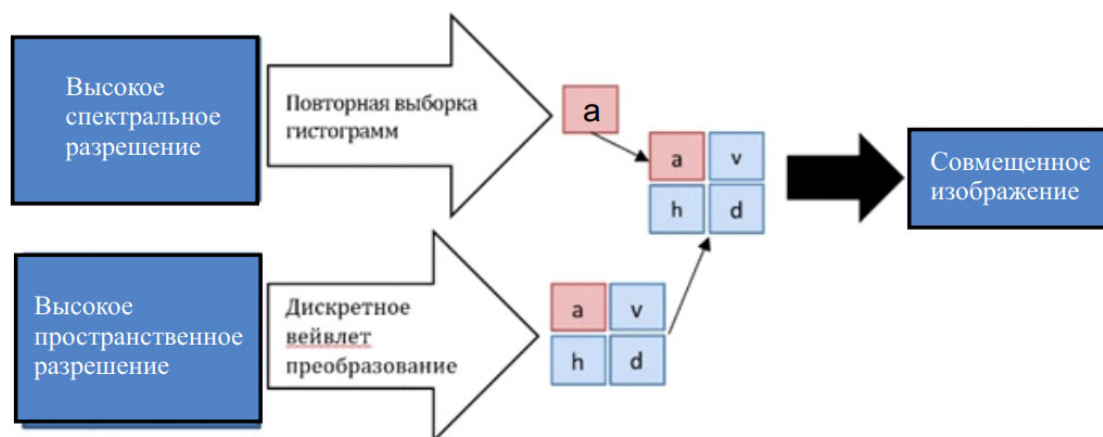 Высокое
спектральное
разрешение
Повторная выборка
гистограмм
a
a v
h d
Совмещенное
изображение
Высокое
пространственное
разрешение
Дискретное
вейвлет
преобразование
a v
h d